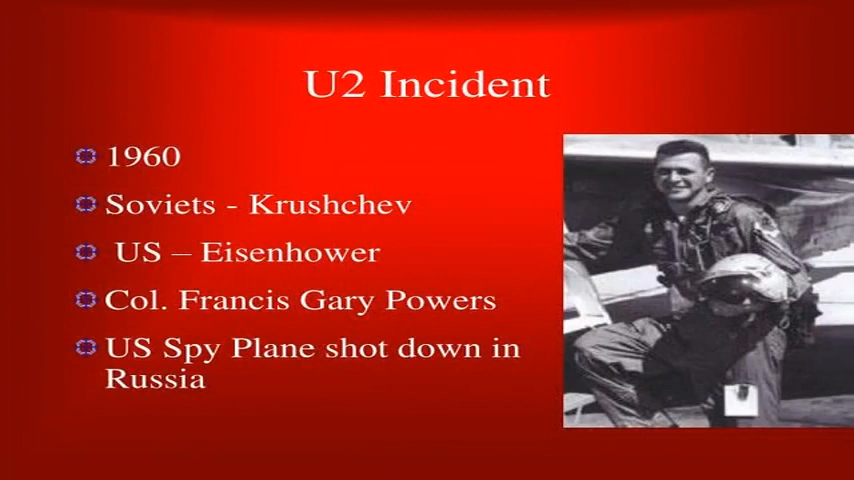 U2 Incident
1960
Soviets - Krushchev
US – Eisenhower
Col. Francis Gary Powers
US Spy Plane shot down in
Russia